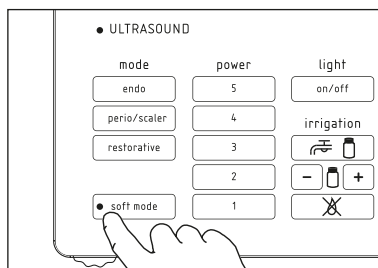 • ULTRASOUND
mode power light
endo 5 on/off
perio/scaler 4
irrigation
restorative 3
2 - +
• soft mode 1